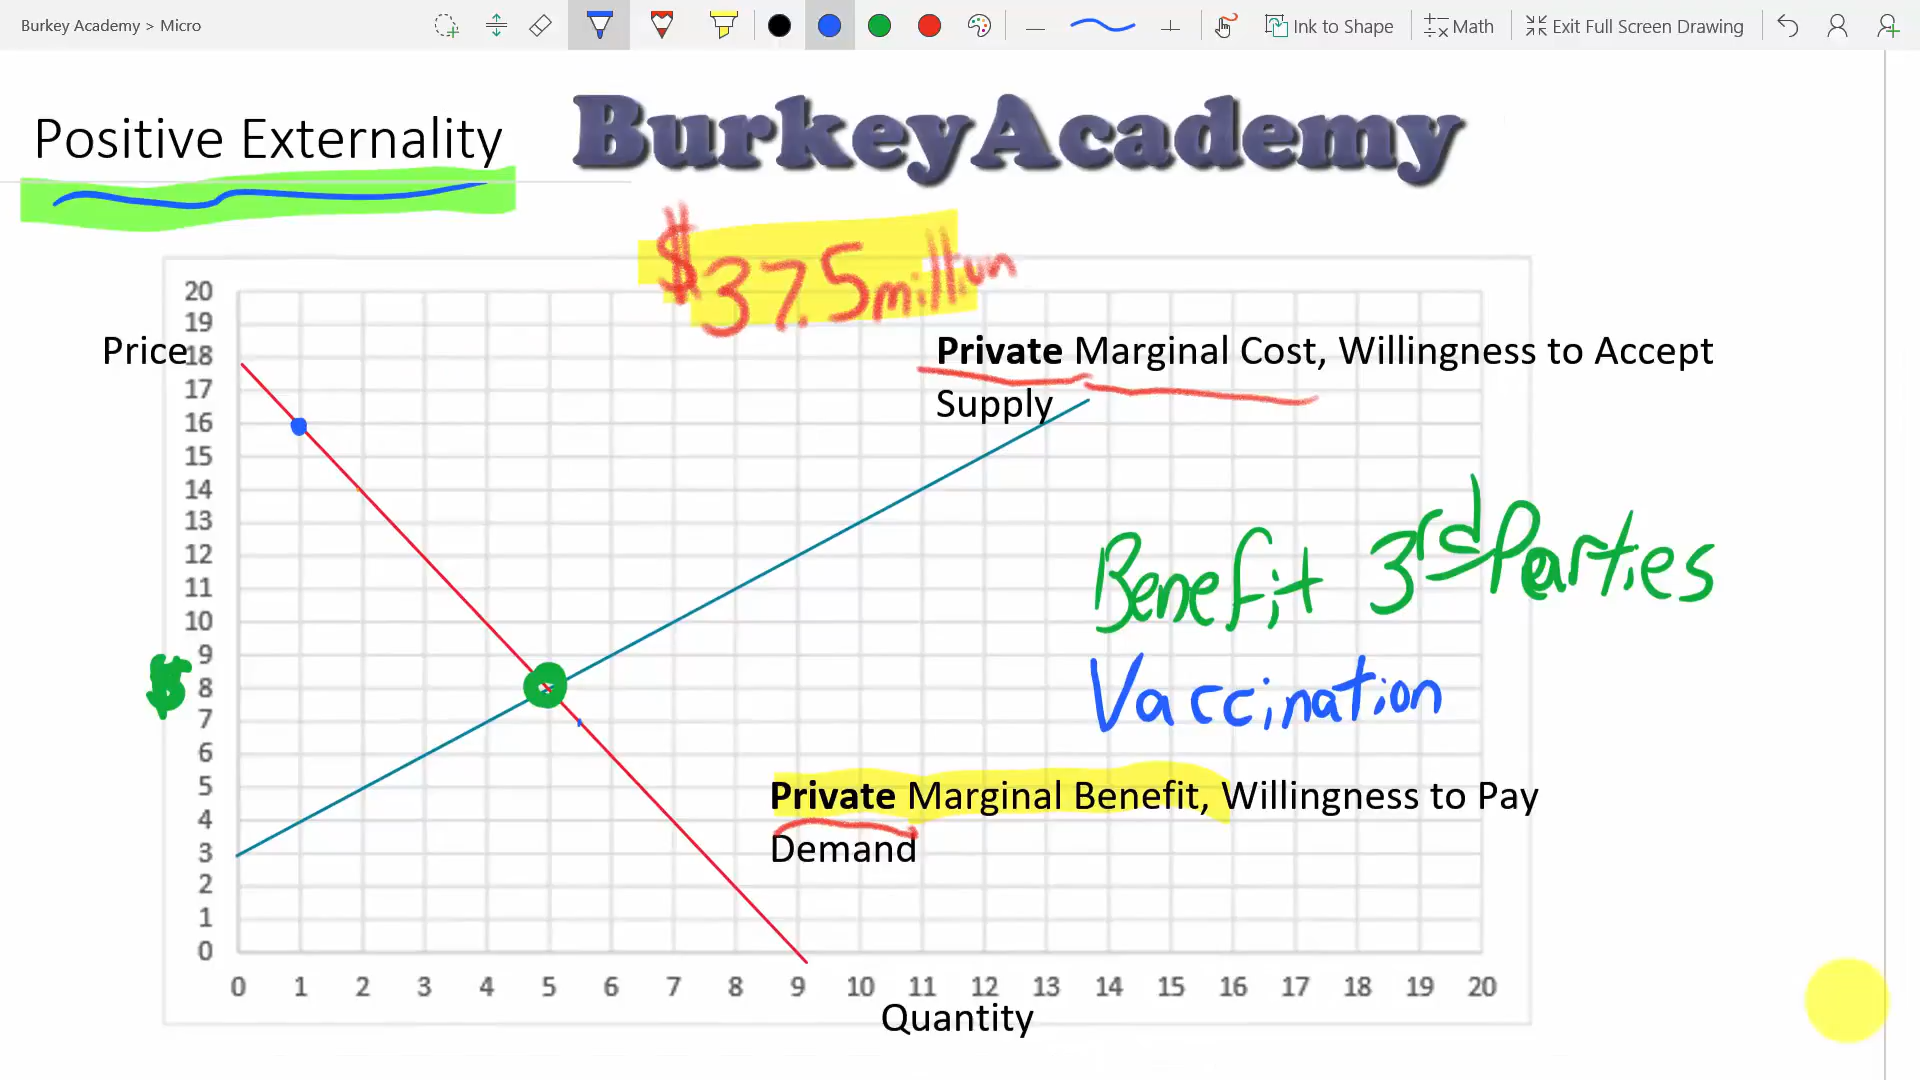 Burkey Academy > Micro
Ink to Shape
Math
Exit Full Screen Drawing
Positive Externality
BurkeyAcademy
$37.5 million
20
19
Price
18
17
16
15
14
13
12
11
10
9
8
7
6
5
4
3
2
1
0
$
Private Marginal Cost, Willingness to Accept
Supply
Benefit 3rd Parties
Vaccination
Private Marginal Benefit, Willingness to Pay
Demand
0 1 2 3 4 5 6 7 8 9 10 11 12 13 14 15 16 17 18 19 20
Quantity